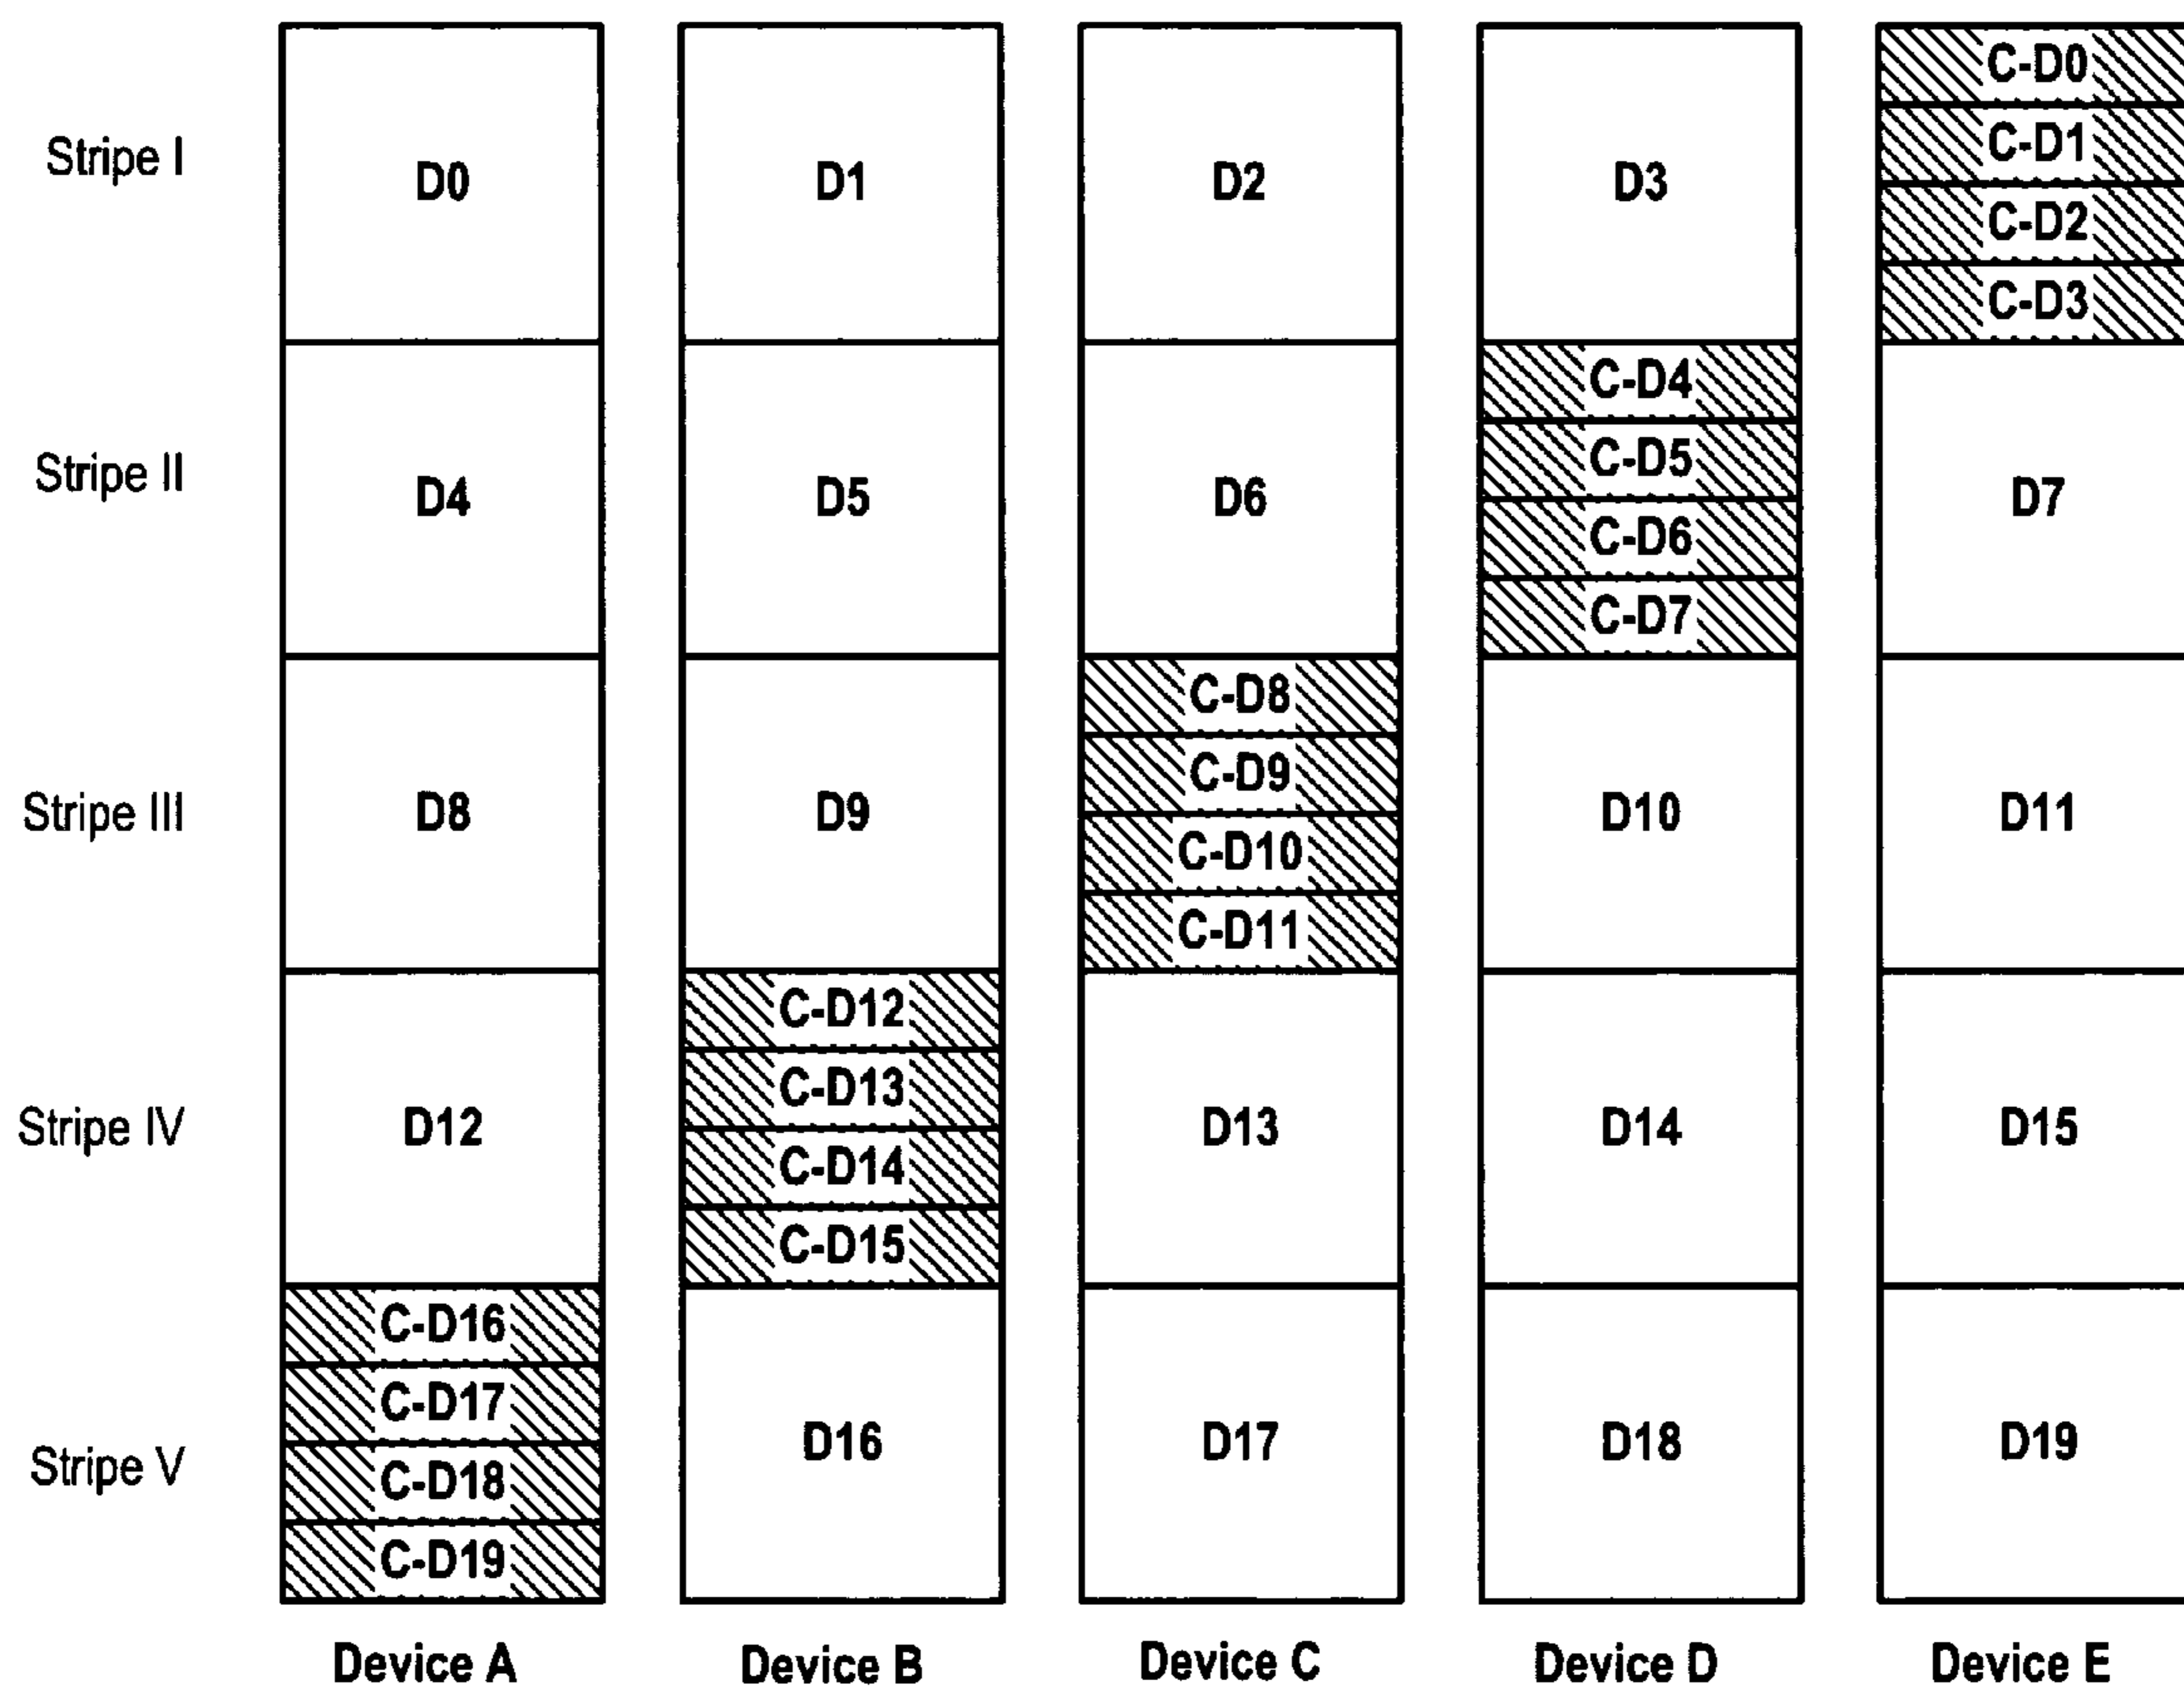 Stripe I
D0
D1
D2
D3
C-D0
C-D1
C-D2
C-D3
Stripe II
D4
D5
D6
C-D4
C-D5
C-D6
C-D7
D7
Stripe III
D8
D9
C-D8
C-D9
C-D10
C-D11
D10
D11
Stripe IV
D12
C-D12
C-D13
C-D14
C-D15
D13
D14
D15
Stripe V
C-D16
C-D17
C-D18
C-D19
D16
D17
D18
D19
Device A
Device B
Device C
Device D
Device E